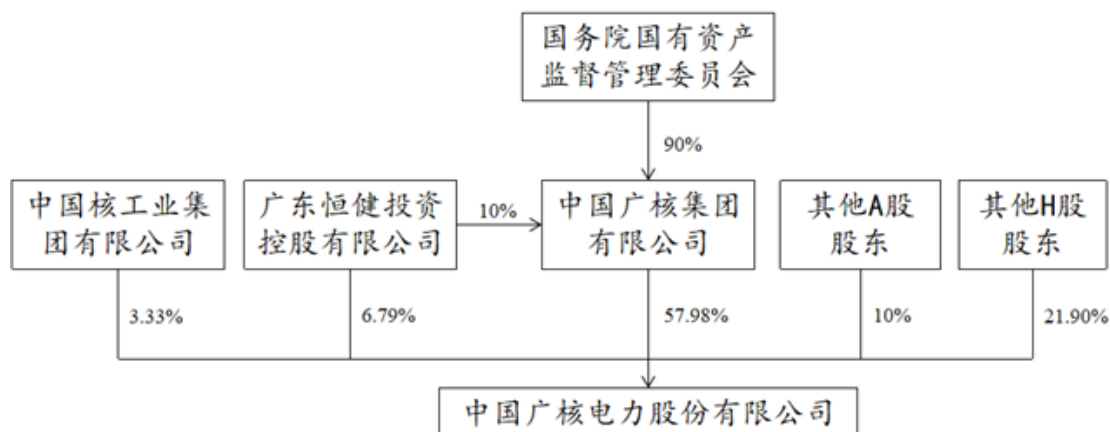 国务院国有资产
监督管理委员会
90%
中国核工业集
团有限公司
广东恒健投资
控股有限公司
10%
中国广核集团
有限公司
其他A股
股东
其他H股
股东
3.33%
6.79%
57.98%
10%
21.90%
中国广核电力股份有限公司